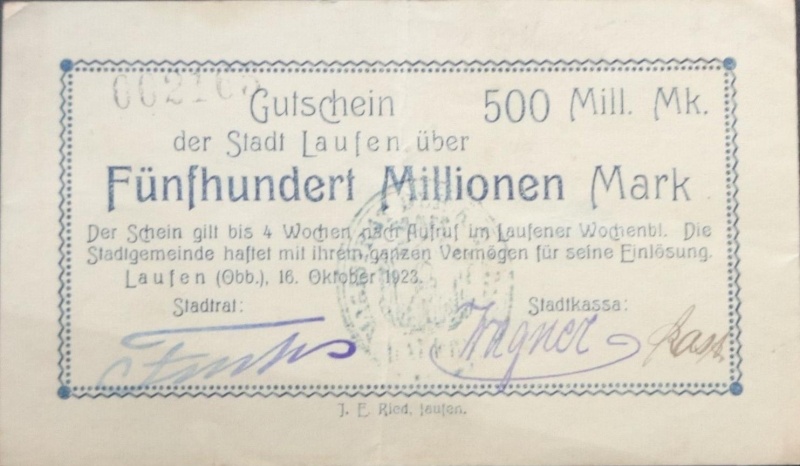 Gutschein 500 Mill. Mk.
der Stadt Laufen über
Fünfhundert Millionen Mark
Der Schein gilt bis 4 Wochen nach Aufruf im Laufener Wochenbl. Die
Stadtgemeinde haftet mit ihrem ganzen Vermögen für seine Einlösung.
Laufen (Obb.), 16. Oktober 1923.
Stadtrat: Stadtkassa:
Wagner
J. E. Ried, Laufen.